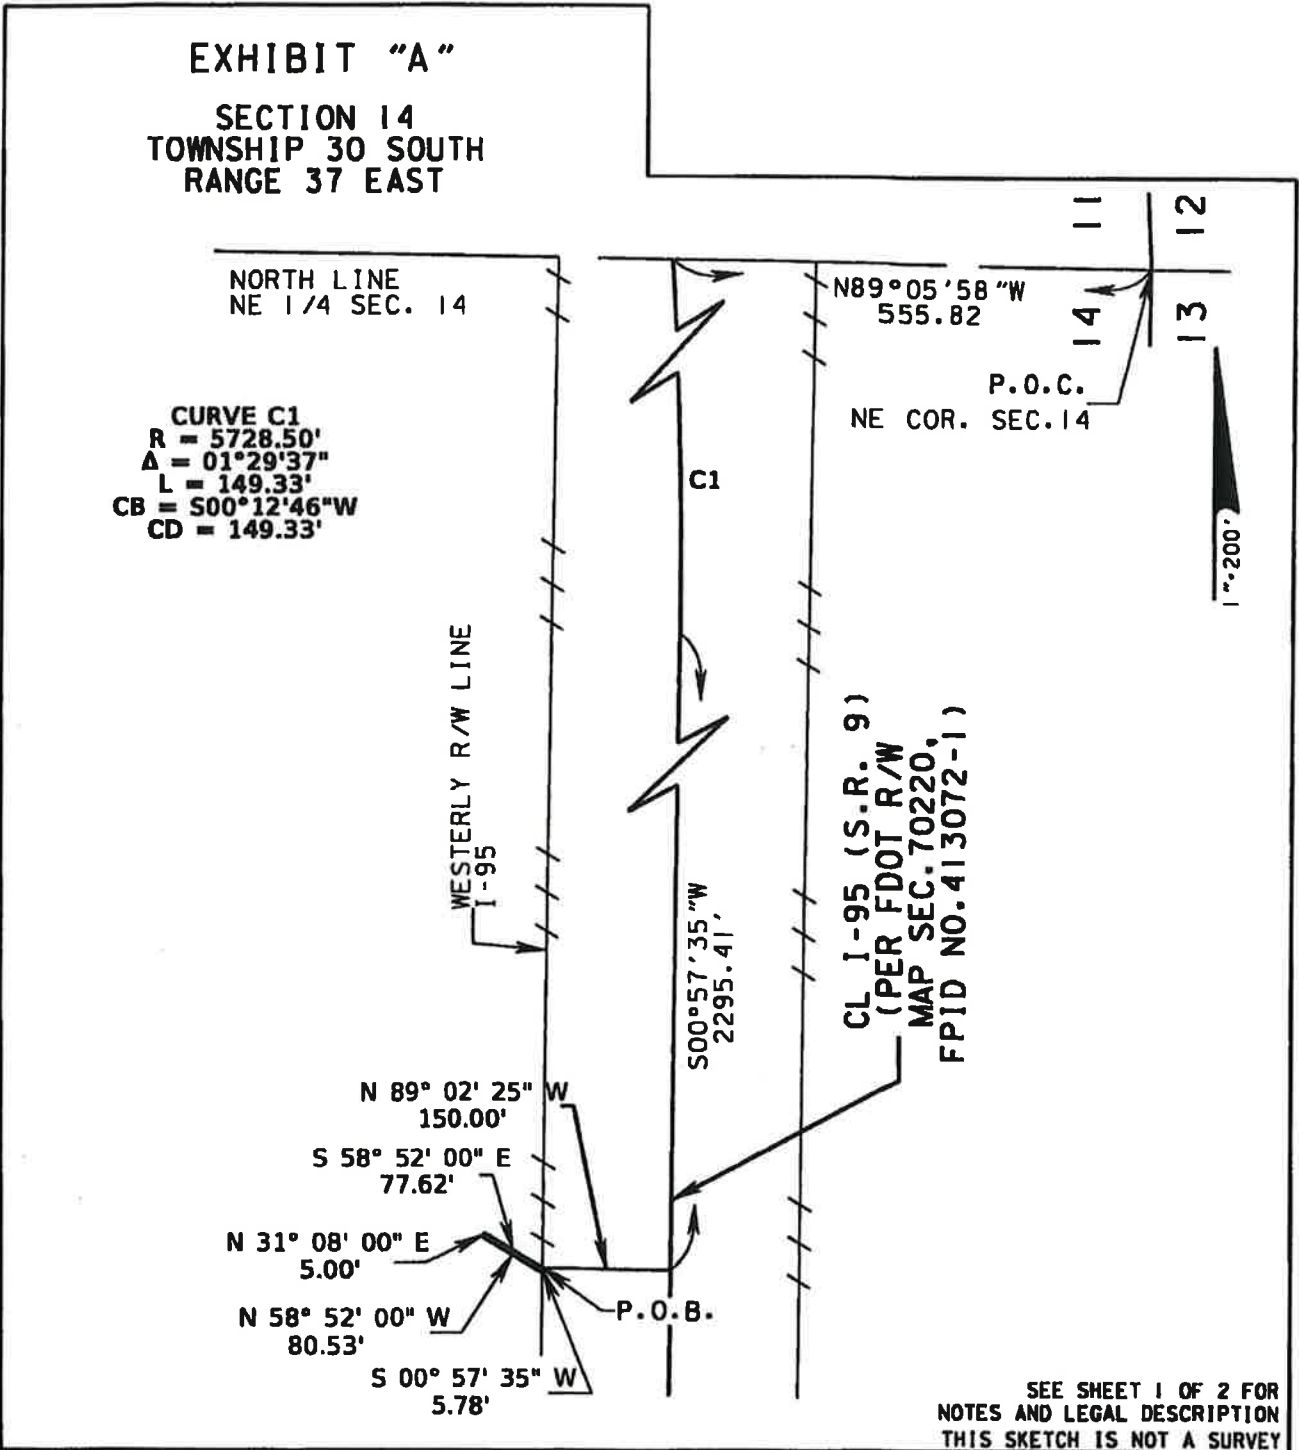 EXHIBIT "A"
SECTION 14
TOWNSHIP 30 SOUTH
RANGE 37 EAST
11
12
NORTH LINE
NE 1/4 SEC. 14
N89°05'58"W
555.82
14
13
P.O.C.
NE COR. SEC.14
CURVE C1
R = 5728.50'
Δ = 01°29'37"
L = 149.33'
CB = S00°12'46"W
CD = 149.33'
C1
1"=200'
WESTERLY R/W LINE
I-95
S00°57'35"W
2295.41'
CL I-95 (S.R. 9)
(PER FDOT R/W
MAP SEC.70220,
FPID NO.413072-1)
N 89° 02' 25" W
150.00'
S 58° 52' 00" E
77.62'
N 31° 08' 00" E
5.00'
N 58° 52' 00" W
80.53'
P.O.B.
S 00° 57' 35" W
5.78'
SEE SHEET 1 OF 2 FOR
NOTES AND LEGAL DESCRIPTION
THIS SKETCH IS NOT A SURVEY